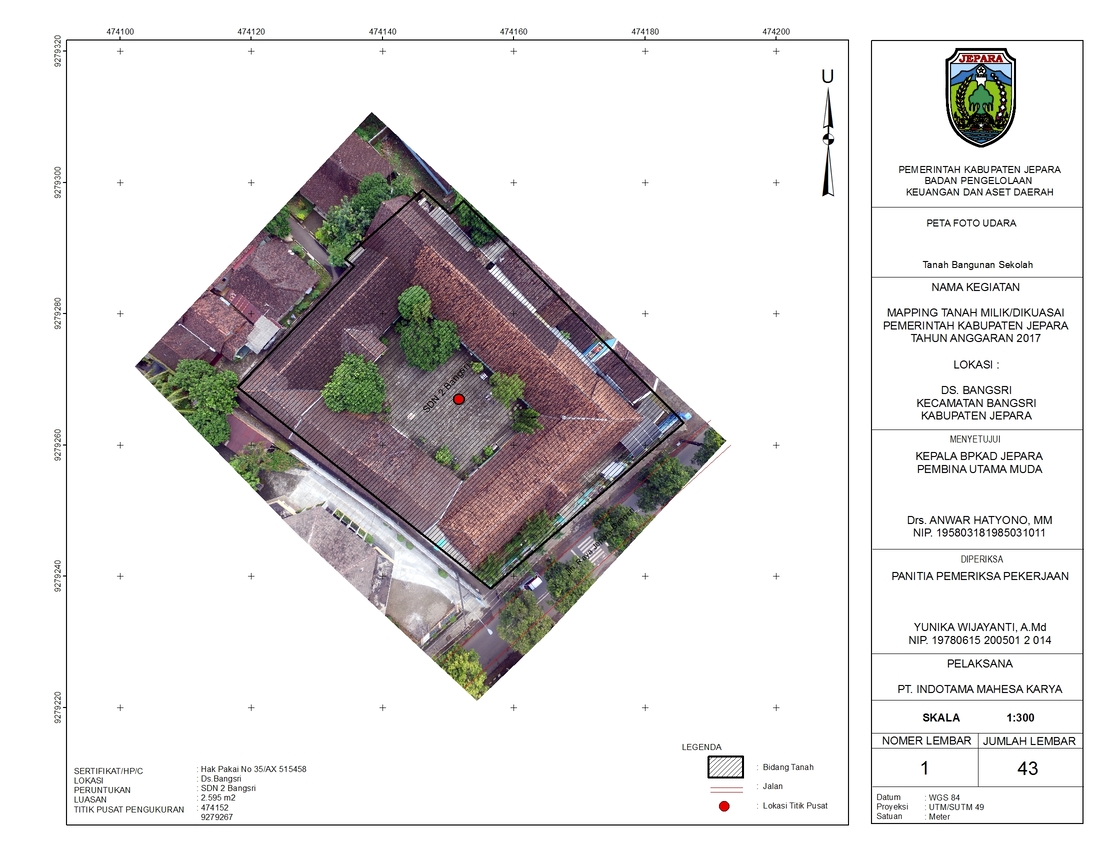 474100 474120 474140 474160 474180 474200
9279320
9279300
9279280
9279260
9279240
9279220
U
SDN 2 Bangsri
SERTIFIKAT/HP/C : Hak Pakai No 35/AX 515458
LOKASI : Ds.Bangsri
PERUNTUKAN : SDN 2 Bangsri
LUASAN : 2.595 m2
TITIK PUSAT PENGUKURAN : 474152
9279267
LEGENDA
: Bidang Tanah
: Jalan
: Lokasi Titik Pusat
JEPARA
PEMERINTAH KABUPATEN JEPARA
BADAN PENGELOLAAN
KEUANGAN DAN ASET DAERAH
PETA FOTO UDARA
Tanah Bangunan Sekolah
NAMA KEGIATAN
MAPPING TANAH MILIK/DIKUASAI
PEMERINTAH KABUPATEN JEPARA
TAHUN ANGGARAN 2017
LOKASI :
DS. BANGSRI
KECAMATAN BANGSRI
KABUPATEN JEPARA
MENYETUJUI
KEPALA BPKAD JEPARA
PEMBINA UTAMA MUDA
Drs. ANWAR HATYONO, MM
NIP. 195803181985031011
DIPERIKSA
PANITIA PEMERIKSA PEKERJAAN
YUNIKA WIJAYANTI, A.Md
NIP. 19780615 200501 2 014
PELAKSANA
PT. INDOTAMA MAHESA KARYA
SKALA 1:300
NOMER LEMBAR JUMLAH LEMBAR
1 43
Datum : WGS 84
Proyeksi : UTM/SUTM 49
Satuan : Meter